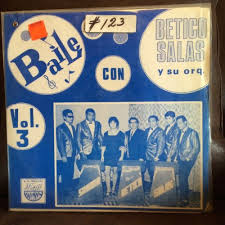 #123
Baile
CON
BETICO
SALAS
y su orq.
Vol.
3